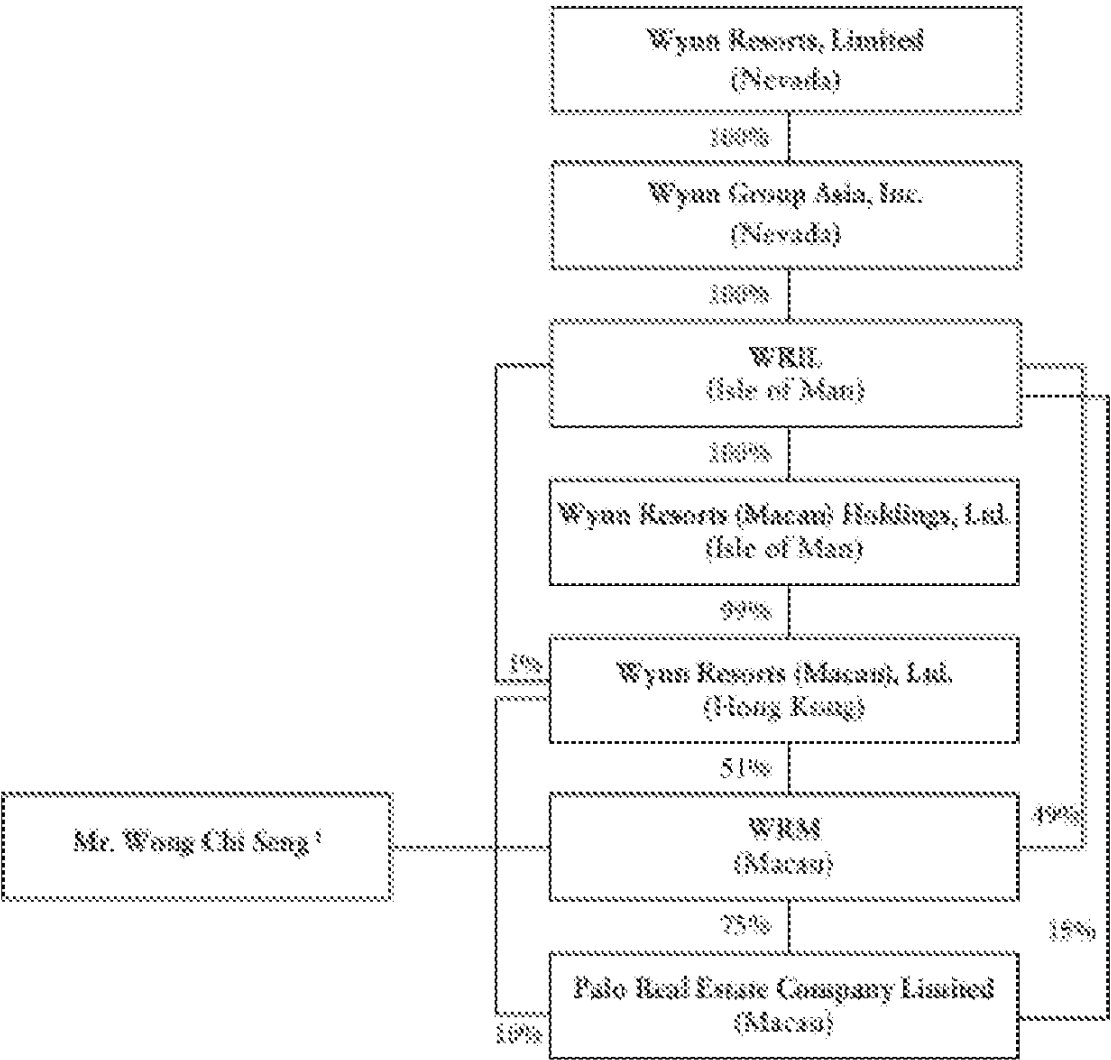 Wynn Resorts, Limited
(Nevada)
100%
Wynn Group Asia, Inc.
(Nevada)
100%
WRIL
(Isle of Man)
100%
Wynn Resorts (Macau) Holdings, Ltd.
(Isle of Man)
99%
1%
Wynn Resorts (Macau), Ltd.
(Hong Kong)
51%
49%
Mr. Wong Chi Seng
WRM
(Macau)
75%
15%
Palo Real Estate Company Limited
(Macau)
10%